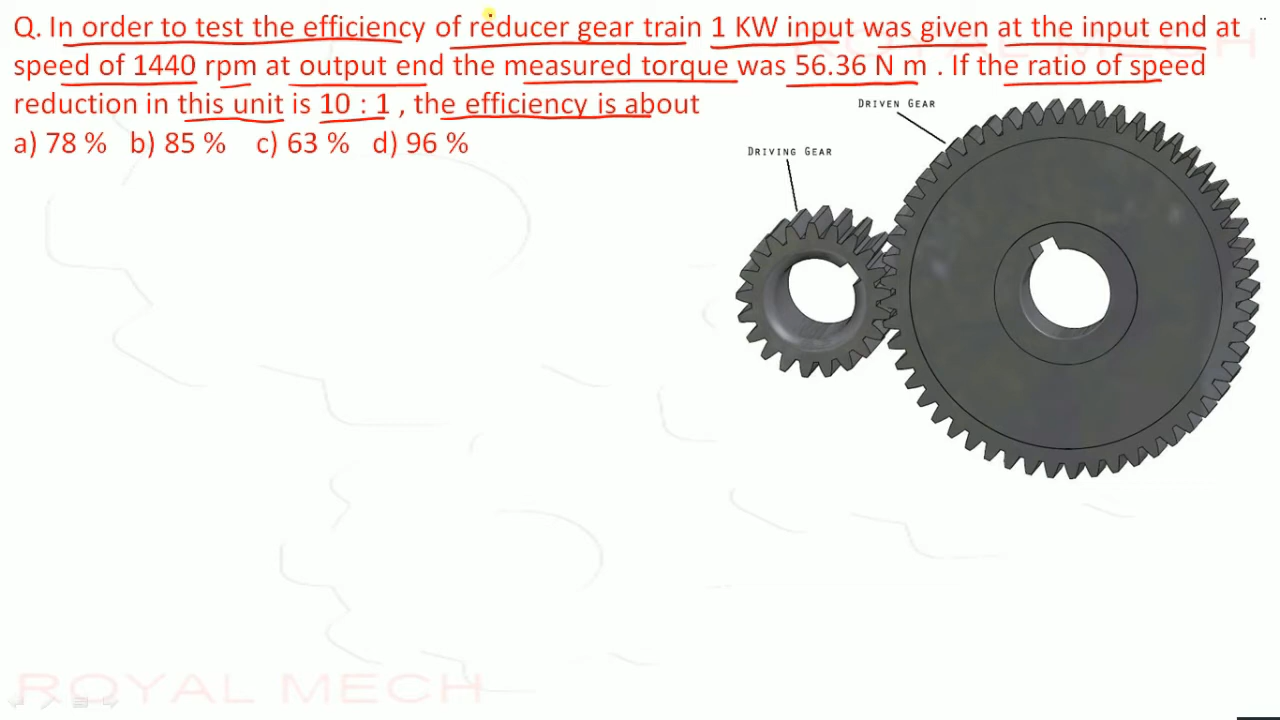 Q. In order to test the efficiency of reducer gear train 1 KW input was given at the input end at
speed of 1440 rpm at output end the measured torque was 56.36 N m . If the ratio of speed
reduction in this unit is 10 : 1 , the efficiency is about
a) 78 % b) 85 % c) 63 % d) 96 %
DRIVEN GEAR
DRIVING GEAR
ROYAL MECH